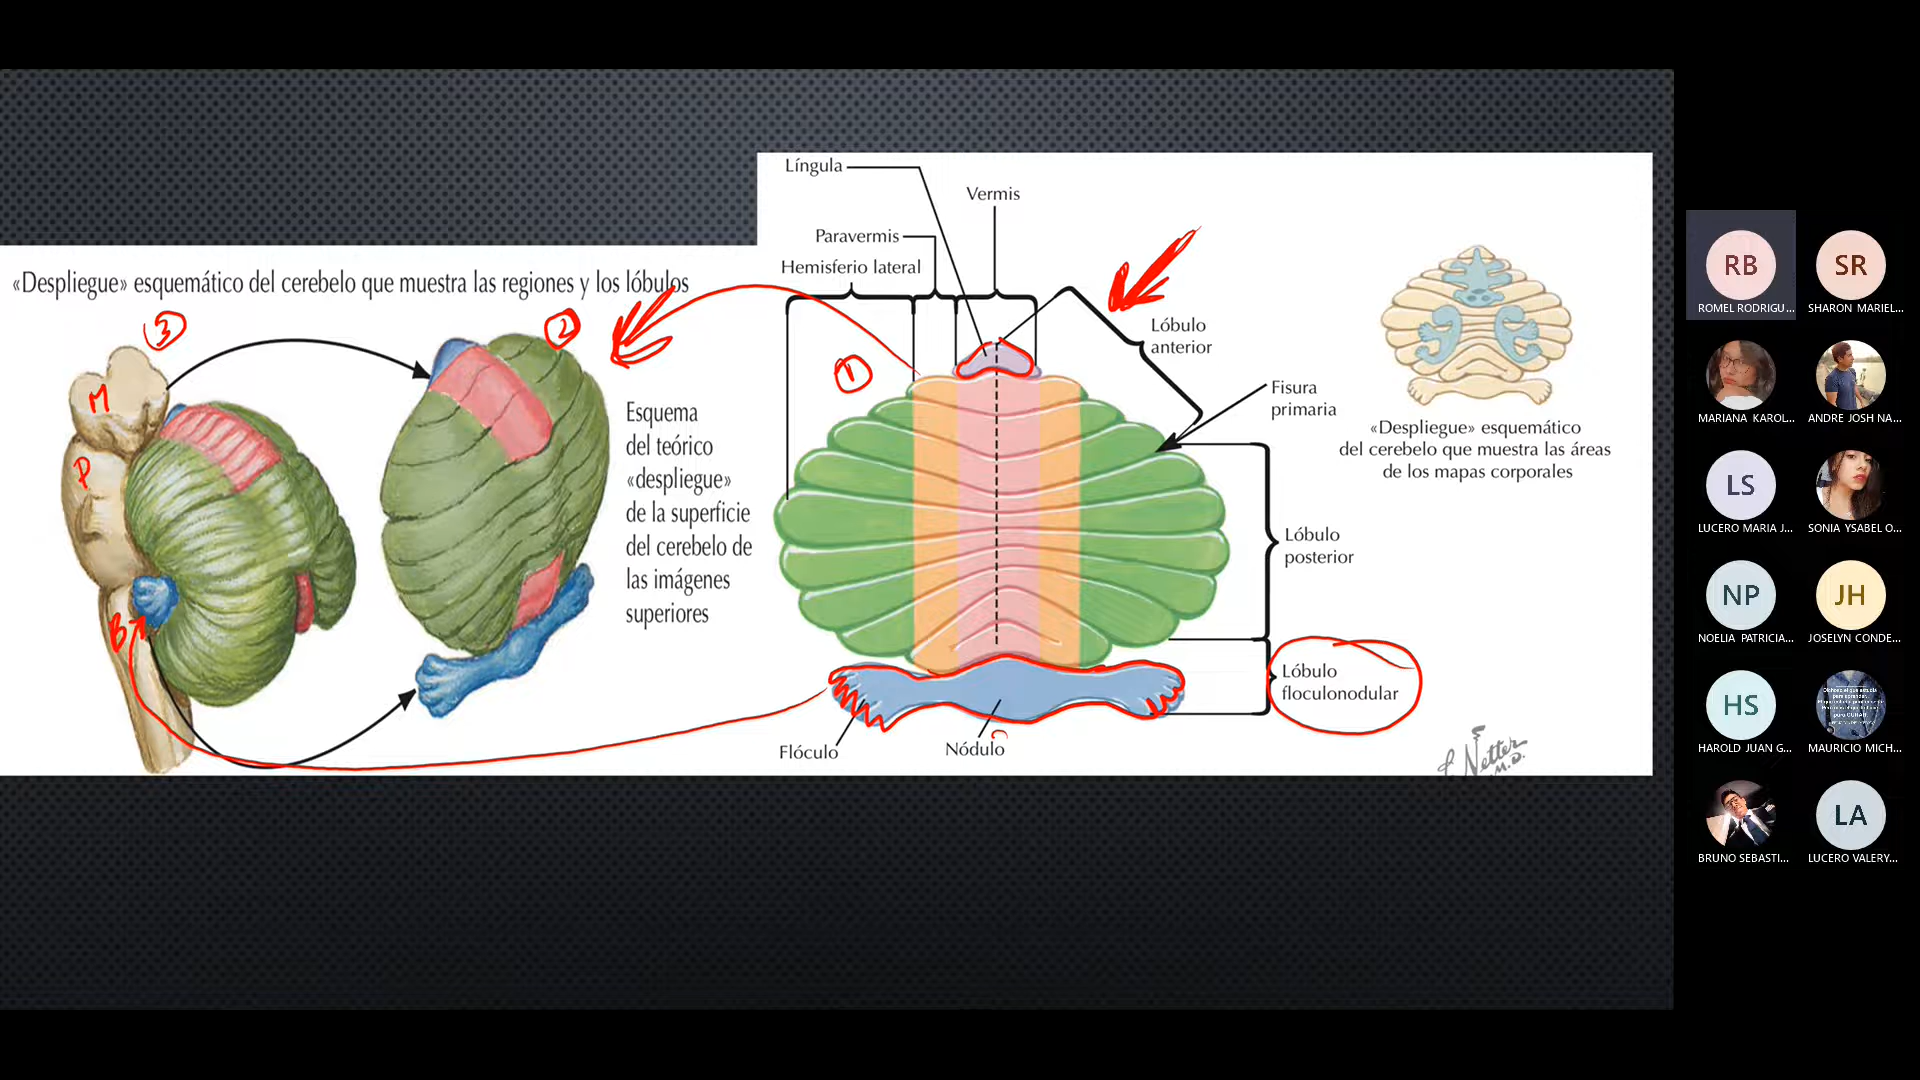 «Despliegue» esquemático del cerebelo que muestra las regiones y los lóbulos
3
2
M
P
B
Esquema
del teórico
«despliegue»
de la superficie
del cerebelo de
las imágenes
superiores
Língula
Vermis
Paravermis
Hemisferio lateral
1
Lóbulo
anterior
Fisura
primaria
Lóbulo
posterior
Lóbulo
floculonodular
Flóculo
Nódulo
«Despliegue» esquemático
del cerebelo que muestra las áreas
de los mapas corporales
F. Netter
M.D.
RB
ROMEL RODRIGU...
SR
SHARON MARIEL...
MARIANA KAROL...
ANDRE JOSH NA...
LS
LUCERO MARIA J...
SONIA YSABEL O...
NP
NOELIA PATRICIA...
JH
JOSELYN CONDE...
HS
HAROLD JUAN G...
MAURICIO MICH...
BRUNO SEBASTI...
LA
LUCERO VALERY...